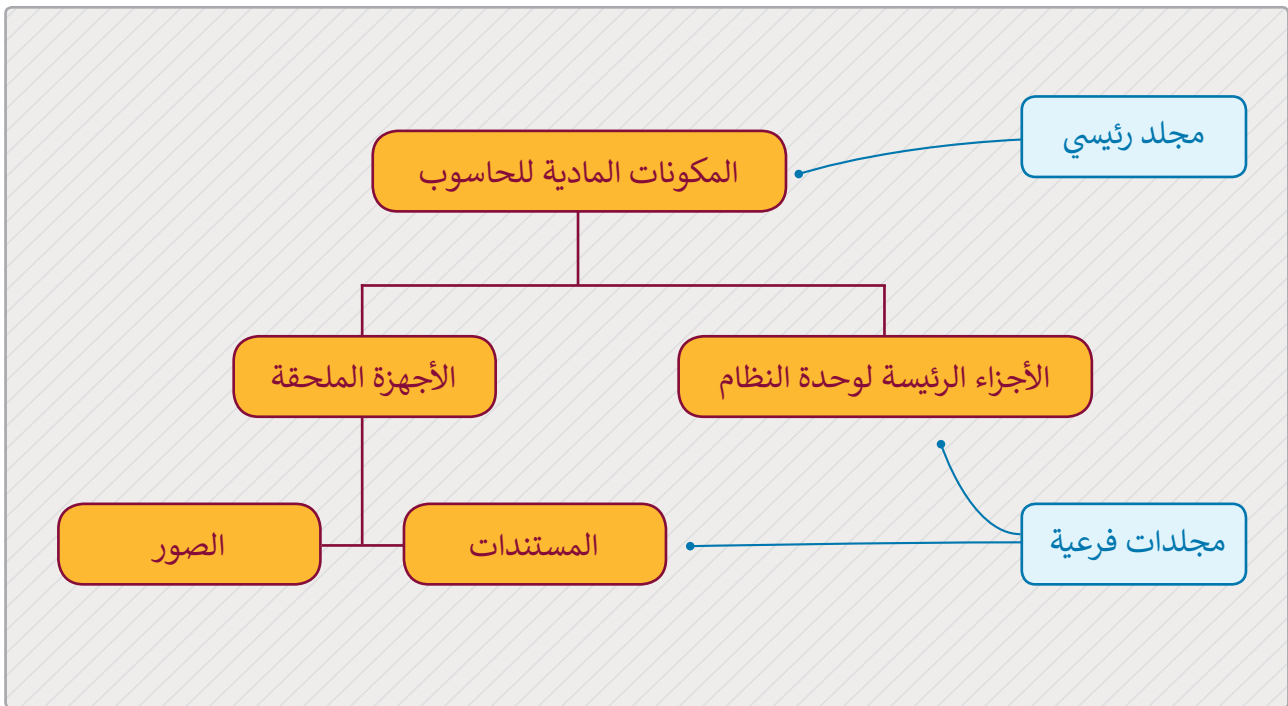 مجلد رئيسي
المكونات المادية للحاسوب
الأجزاء الرئيسة لوحدة النظام
الأجهزة الملحقة
مجلدات فرعية
المستندات
الصور